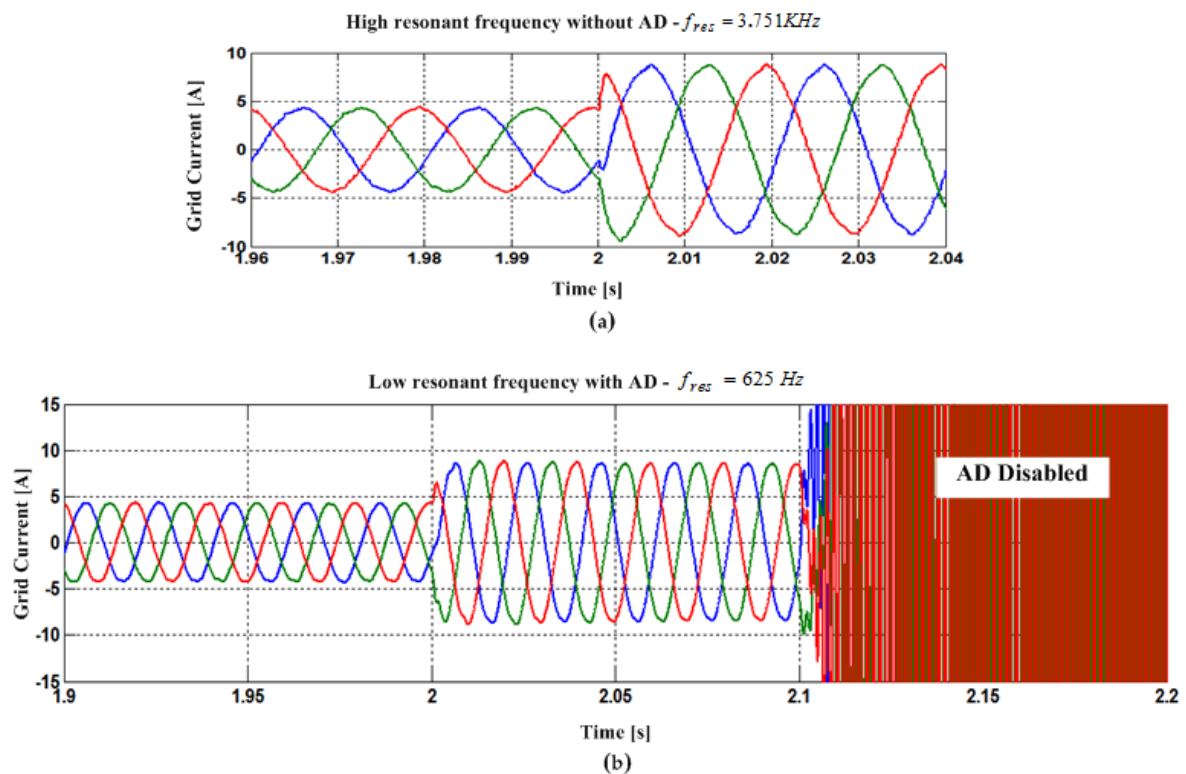 High resonant frequency without AD - f_res = 3.751KHz
Grid Current [A]
10
5
0
-5
-10
1.96 1.97 1.98 1.99 2 2.01 2.02 2.03 2.04
Time [s]
(a)
Low resonant frequency with AD - f_res = 625 Hz
Grid Current [A]
15
10
5
0
-5
-10
-15
AD Disabled
1.9 1.95 2 2.05 2.1 2.15 2.2
Time [s]
(b)